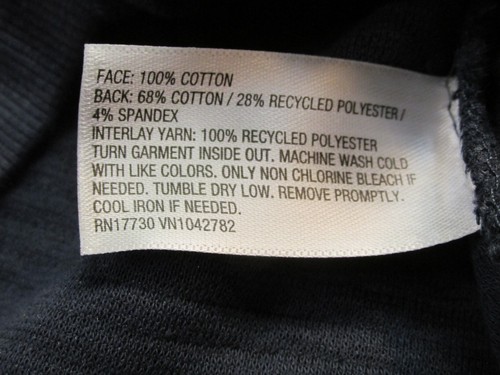 FACE: 100% COTTON
BACK: 68% COTTON / 28% RECYCLED POLYESTER /
4% SPANDEX
INTERLAY YARN: 100% RECYCLED POLYESTER
TURN GARMENT INSIDE OUT. MACHINE WASH COLD
WITH LIKE COLORS. ONLY NON CHLORINE BLEACH IF
NEEDED. TUMBLE DRY LOW. REMOVE PROMPTLY.
COOL IRON IF NEEDED.
RN17730 VN1042782